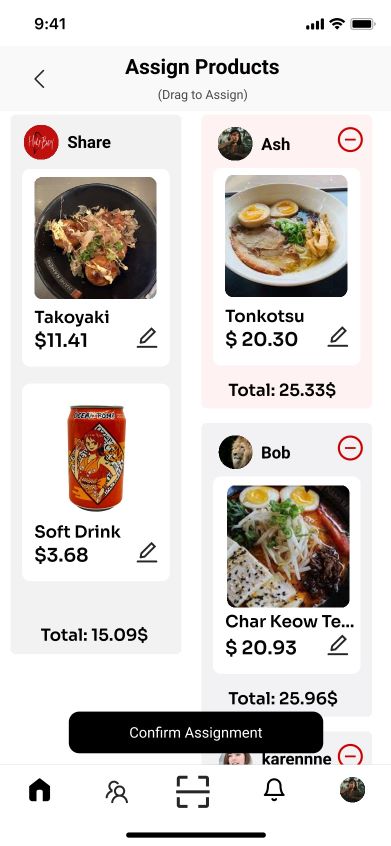 9:41
Assign Products
(Drag to Assign)
Share
Takoyaki
$11.41
Soft Drink
$3.68
Total: 15.09$
Ash
Tonkotsu
$ 20.30
Total: 25.33$
Bob
Char Keow Te...
$ 20.93
Total: 25.96$
karennne
Confirm Assignment